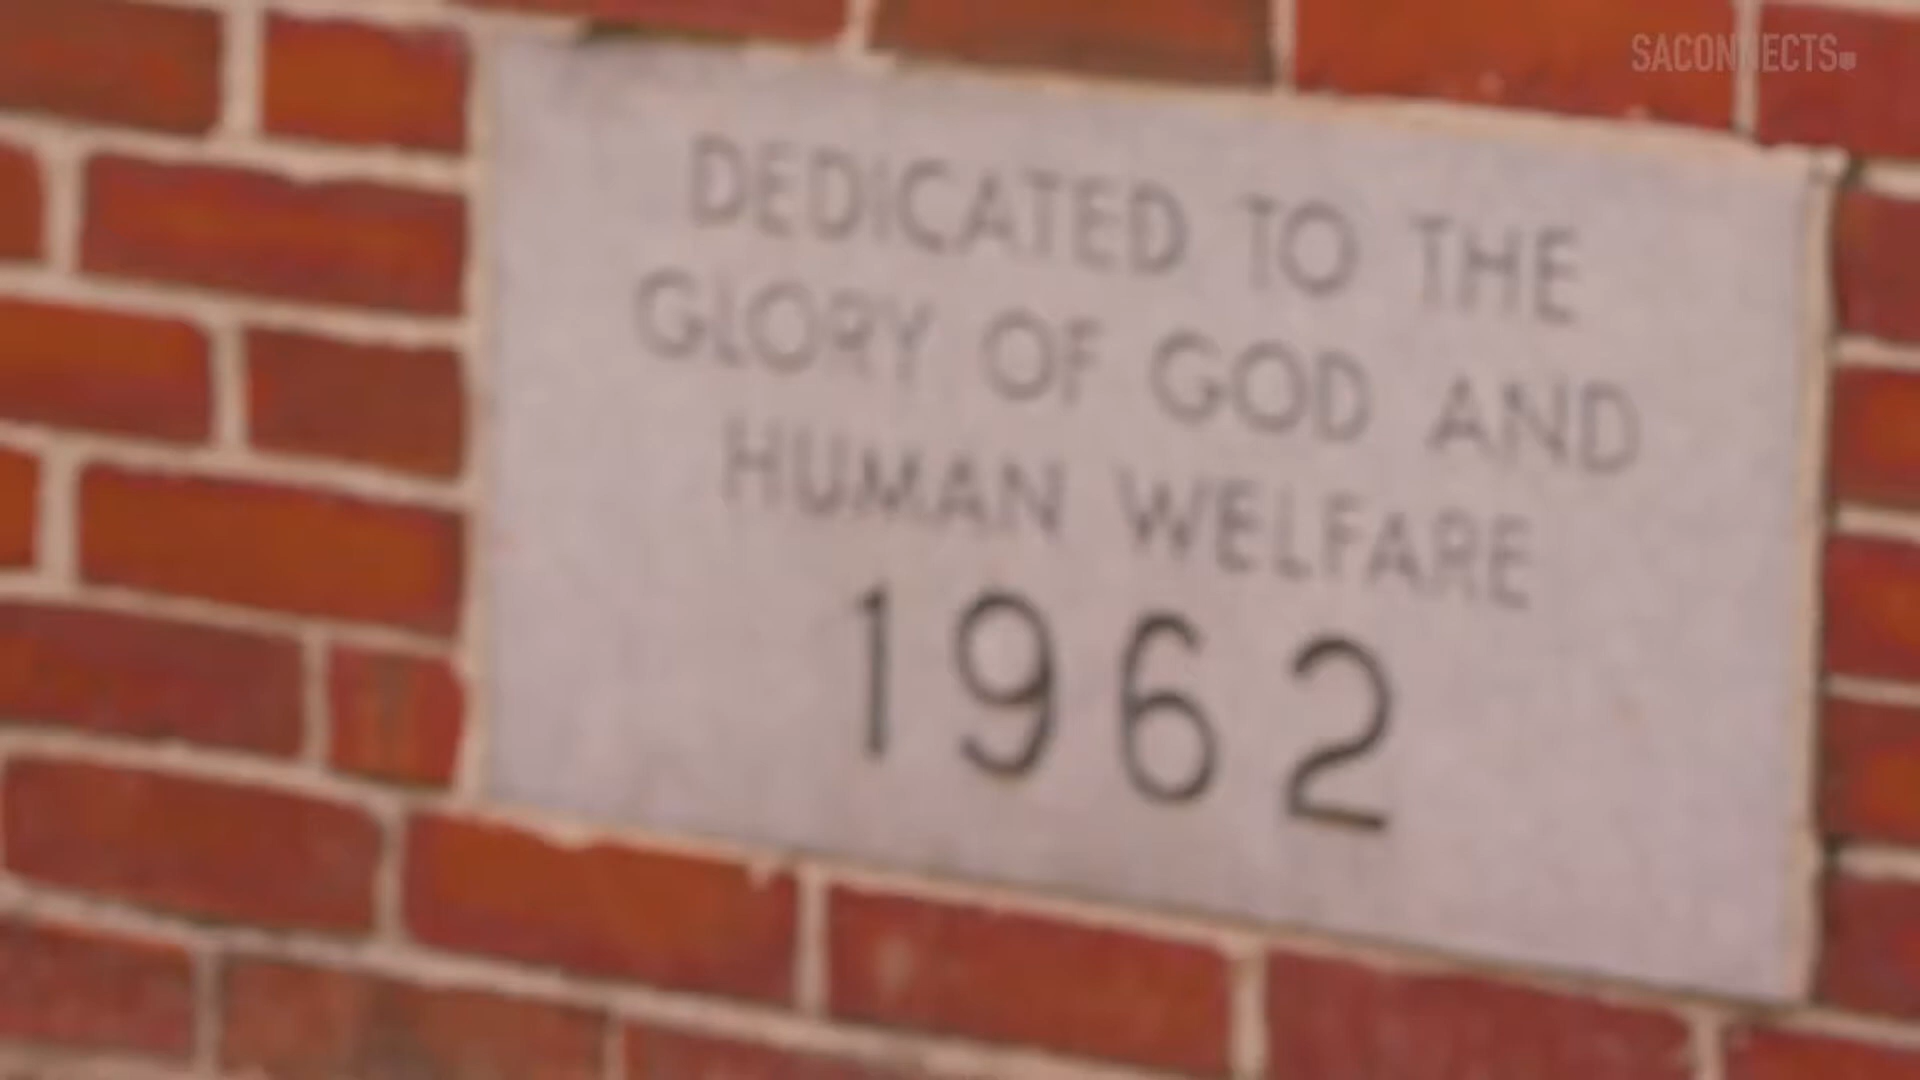 SACONNECTS
DEDICATED TO THE
GLORY OF GOD AND
HUMAN WELFARE
1962